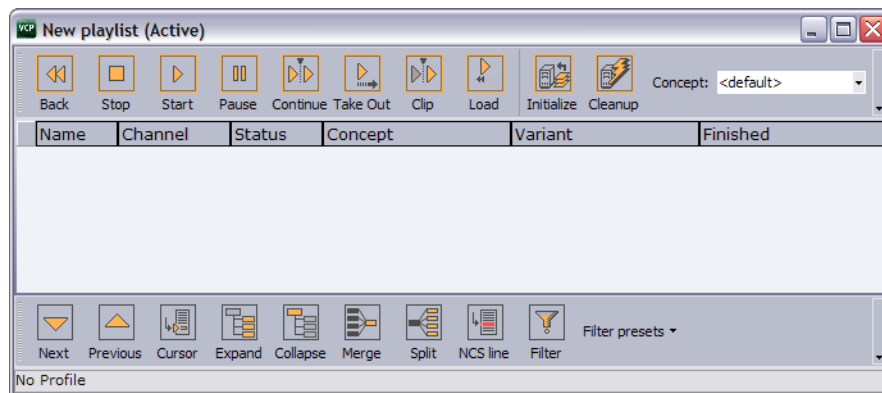 VCP New playlist (Active)
Back Stop Start Pause Continue Take Out Clip Load Initialize Cleanup Concept: <default>
Name Channel Status Concept Variant Finished
Next Previous Cursor Expand Collapse Merge Split NCS line Filter Filter presets
No Profile